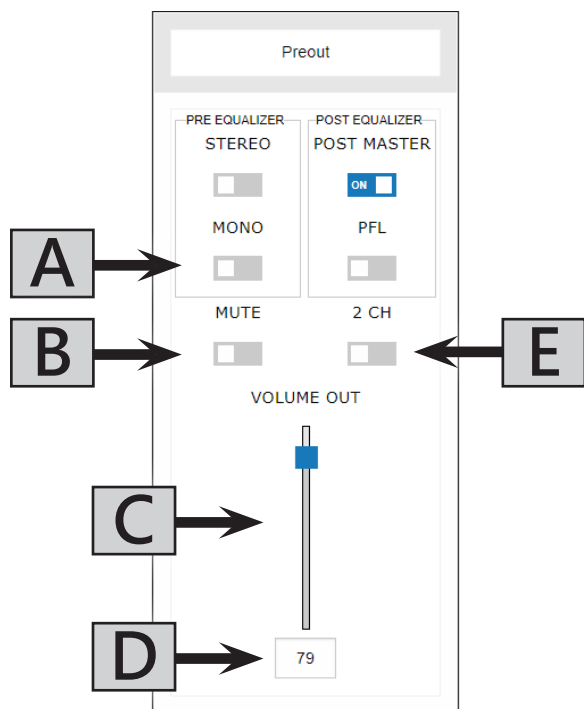 Preout
PRE EQUALIZER POST EQUALIZER
STEREO POST MASTER
ON
MONO PFL
A
MUTE 2 CH
B E
VOLUME OUT
C
D 79